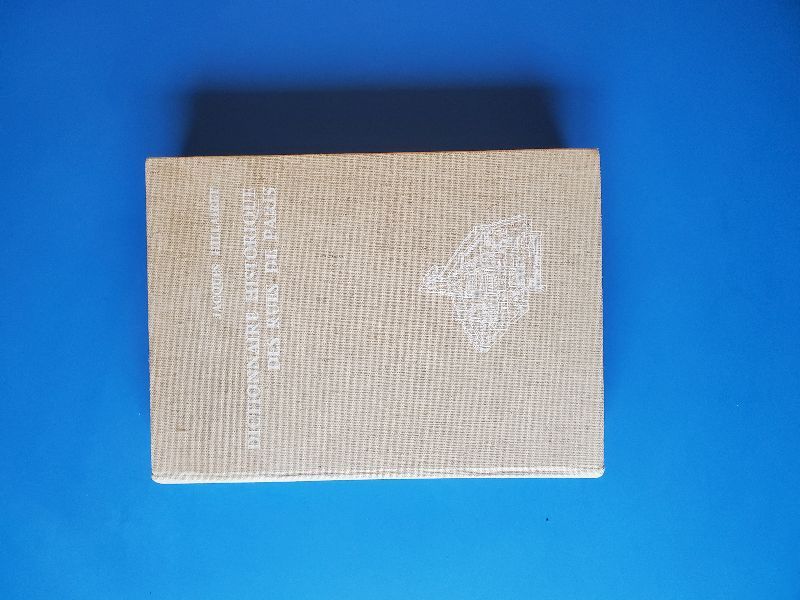 JACQUES HILLAIRET
DICTIONNAIRE HISTORIQUE
DES RUES DE PARIS